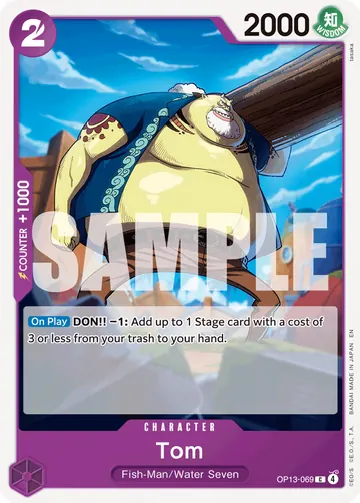 2
2000
知
WISDOM
tanaka
COUNTER +1000
SAMPLE
On Play DON!! −1: Add up to 1 Stage card with a cost of
3 or less from your trash to your hand.
CHARACTER
Tom
Fish-Man/Water Seven
OP13-069 C 4
©E/S ©E.O./S., T.A. BANDAI MADE IN JAPAN EN